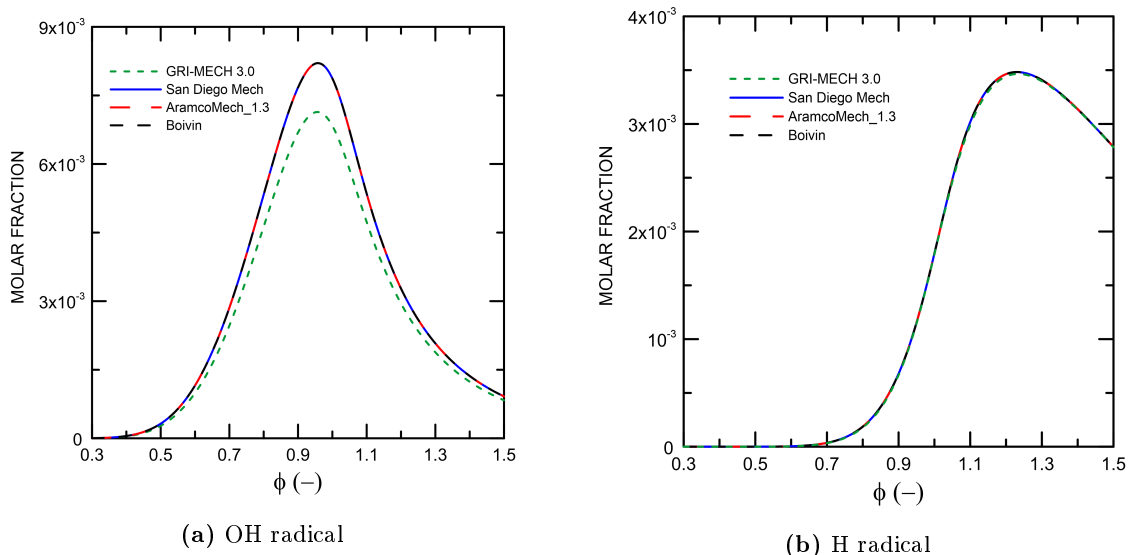 9x10⁻³
6x10⁻³
3x10⁻³
0
MOLAR FRACTION
GRI-MECH 3.0
San Diego Mech
AramcoMech_1.3
Boivin
0.3 0.5 0.7 0.9 1.1 1.3 1.5
ϕ (−)
(a) OH radical
4x10⁻³
3x10⁻³
2x10⁻³
10⁻³
0
MOLAR FRACTION
GRI-MECH 3.0
San Diego Mech
AramcoMech_1.3
Boivin
0.3 0.5 0.7 0.9 1.1 1.3 1.5
ϕ (−)
(b) H radical